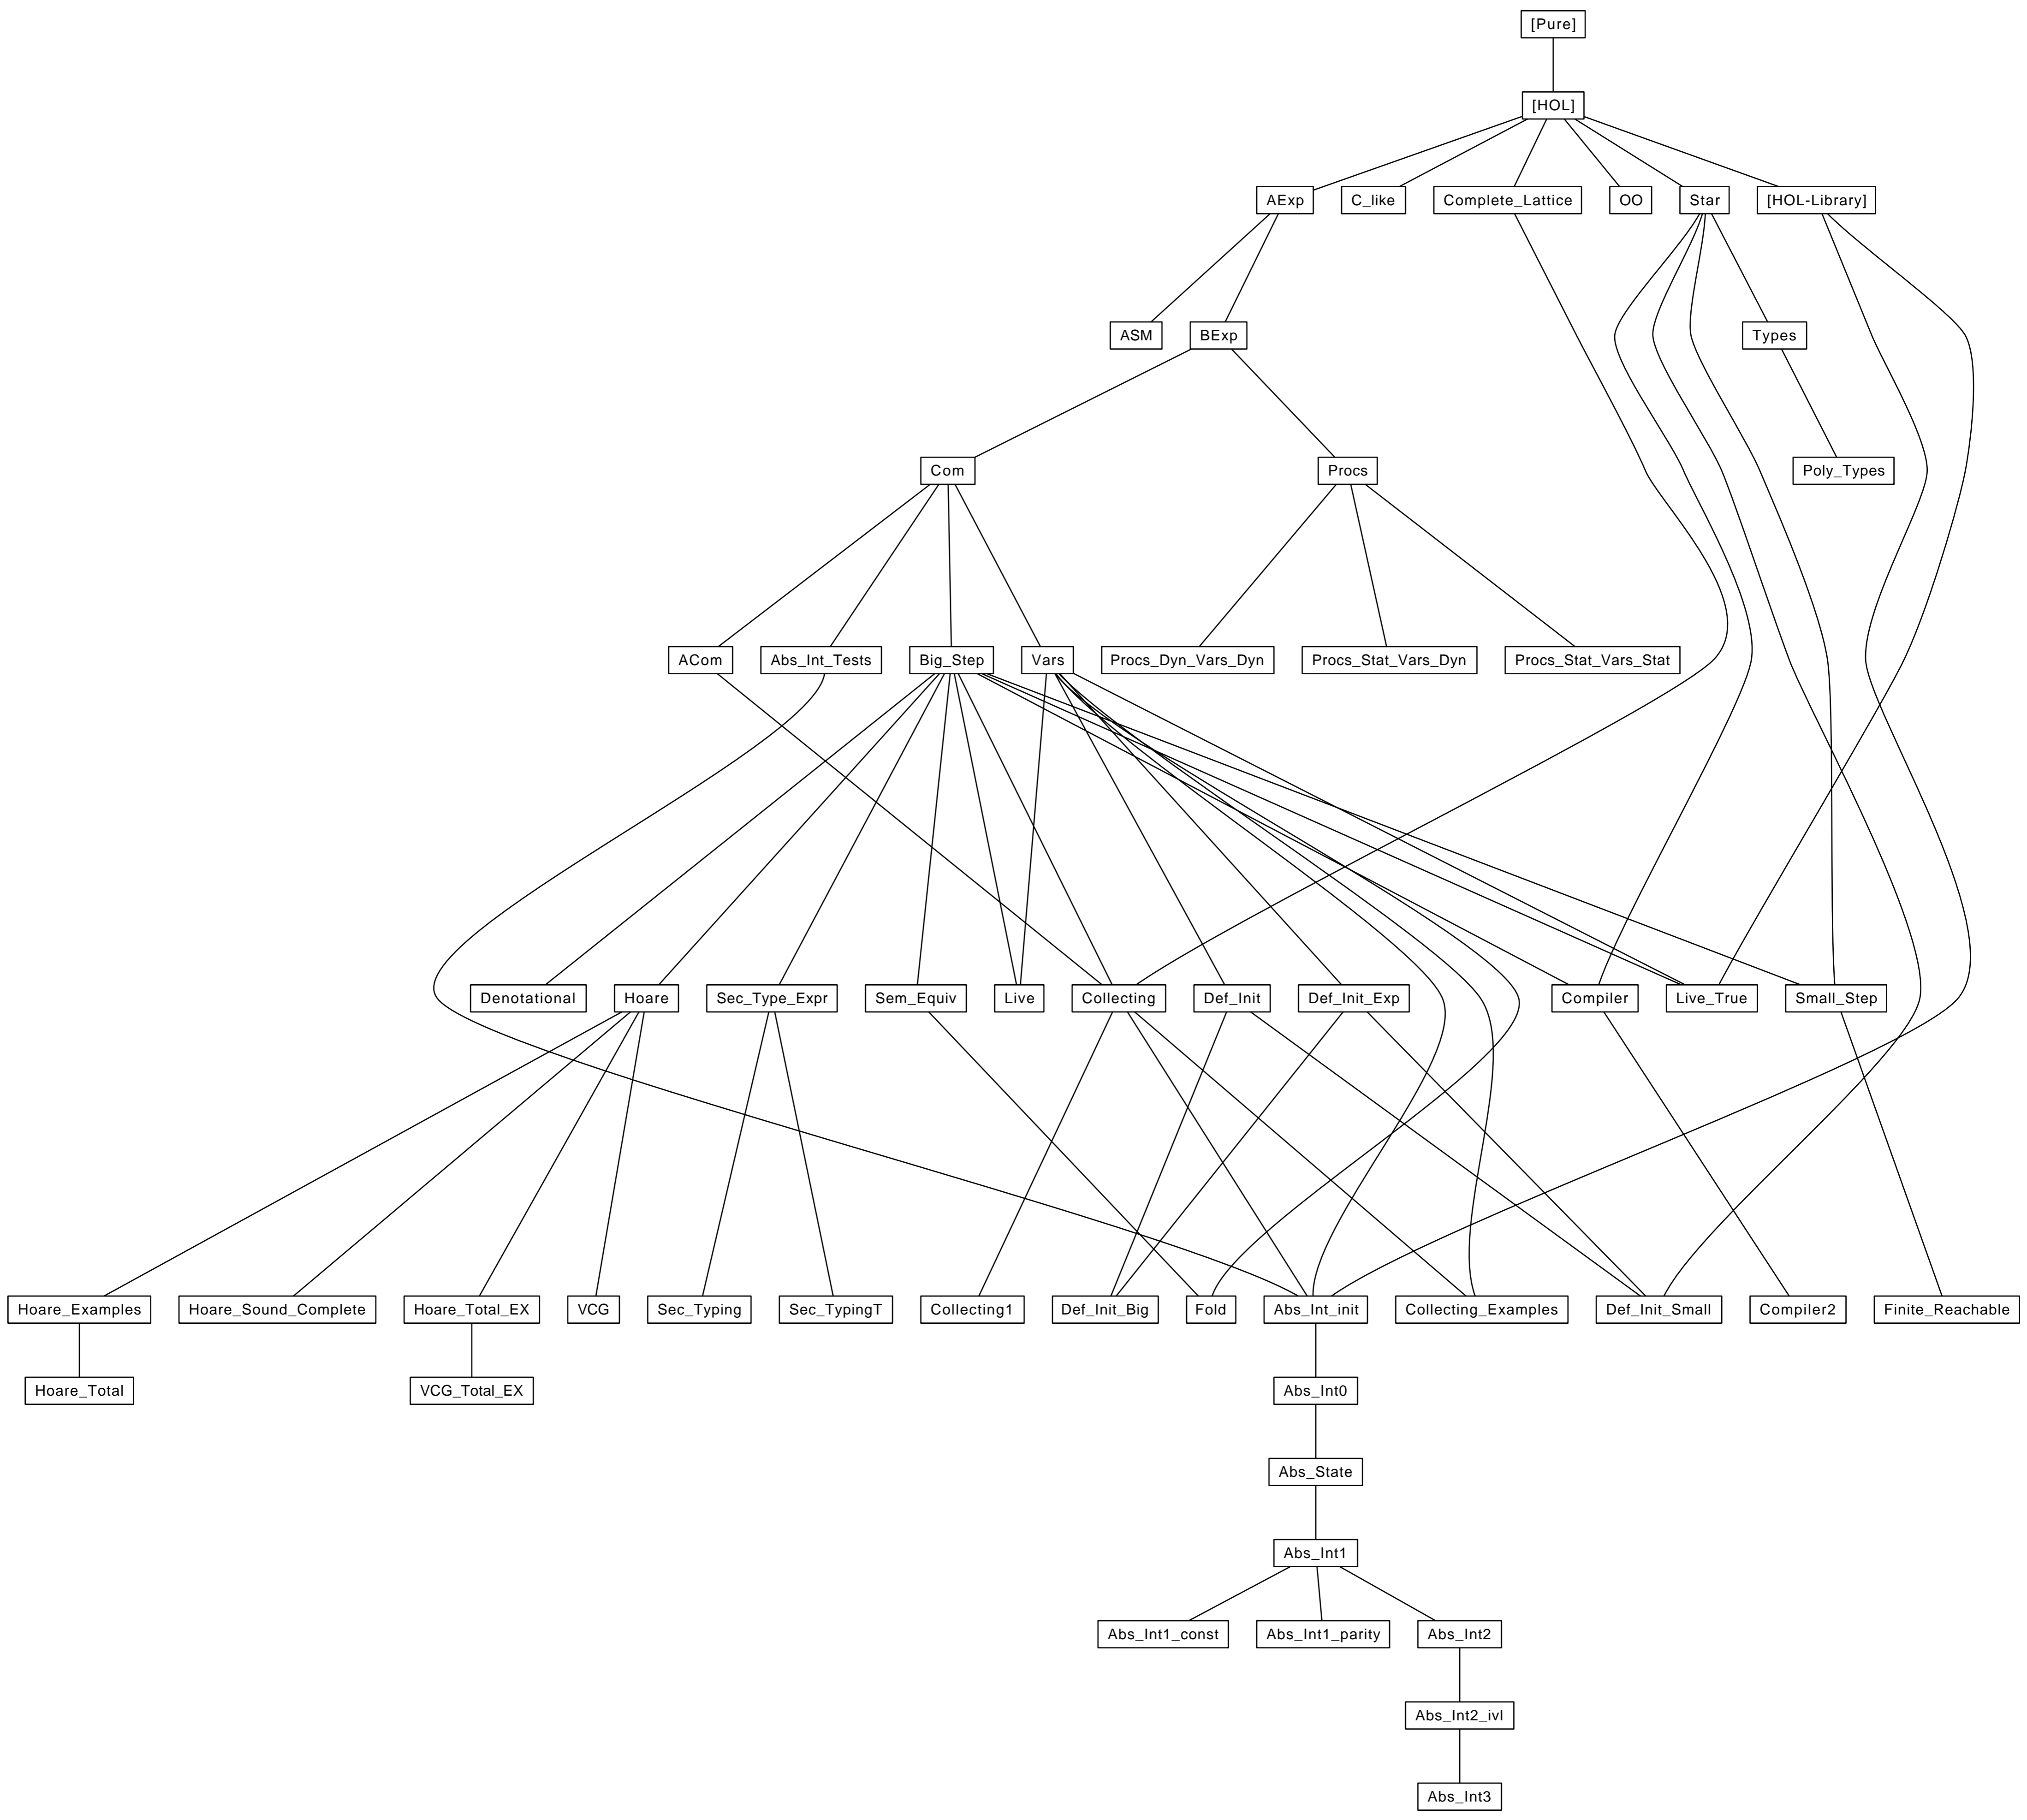 [Pure]
[HOL]
AExp
C_like
Complete_Lattice
OO
Star
[HOL-Library]
ASM
BExp
Types
Com
Procs
Poly_Types
ACom
Abs_Int_Tests
Big_Step
Vars
Procs_Dyn_Vars_Dyn
Procs_Stat_Vars_Dyn
Procs_Stat_Vars_Stat
Denotational
Hoare
Sec_Type_Expr
Sem_Equiv
Live
Collecting
Def_Init
Def_Init_Exp
Compiler
Live_True
Small_Step
Hoare_Examples
Hoare_Sound_Complete
Hoare_Total_EX
VCG
Sec_Typing
Sec_TypingT
Collecting1
Def_Init_Big
Fold
Abs_Int_init
Collecting_Examples
Def_Init_Small
Compiler2
Finite_Reachable
Hoare_Total
VCG_Total_EX
Abs_Int0
Abs_State
Abs_Int1
Abs_Int1_const
Abs_Int1_parity
Abs_Int2
Abs_Int2_ivl
Abs_Int3